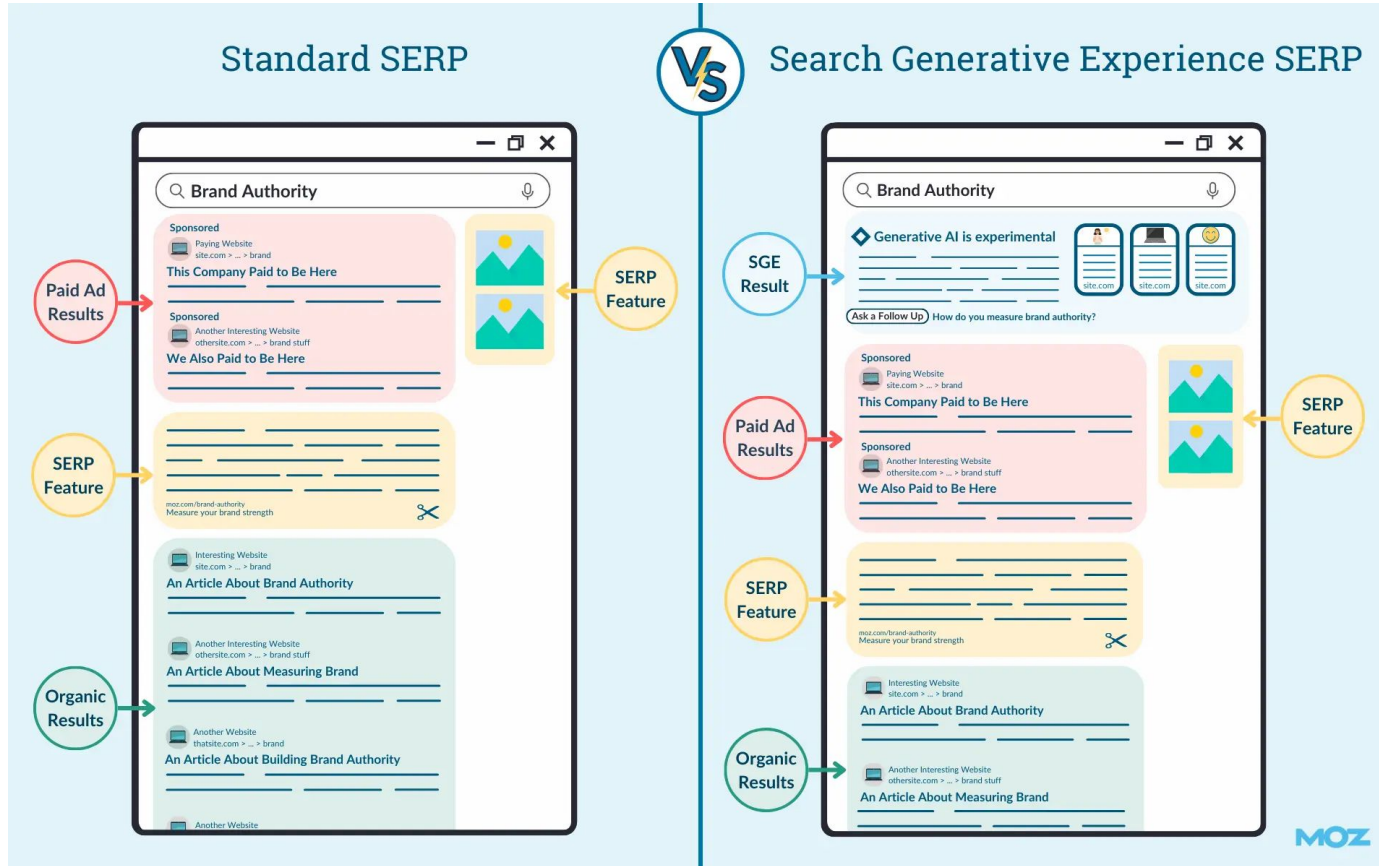 Standard SERP
VS
Search Generative Experience SERP
Brand Authority
Sponsored
Paying Website
site.com > ... > brand
This Company Paid to Be Here
Sponsored
Another Interesting Website
othersite.com > ... > brand stuff
We Also Paid to Be Here
Paid Ad
Results
SERP
Feature
SERP
Feature
moz.com/brand-authority
Measure your brand strength
Organic
Results
Interesting Website
site.com > ... > brand
An Article About Brand Authority
Another Interesting Website
othersite.com > ... > brand stuff
An Article About Measuring Brand
Another Website
thatsite.com > ... > brand
An Article About Building Brand Authority
Another Website
Brand Authority
SGE
Result
Generative AI is experimental
site.com
site.com
site.com
Ask a Follow Up How do you measure brand authority?
Paid Ad
Results
Sponsored
Paying Website
site.com > ... > brand
This Company Paid to Be Here
Sponsored
Another Interesting Website
othersite.com > ... > brand stuff
We Also Paid to Be Here
SERP
Feature
SERP
Feature
moz.com/brand-authority
Measure your brand strength
Organic
Results
Interesting Website
site.com > ... > brand
An Article About Brand Authority
Another Interesting Website
othersite.com > ... > brand stuff
An Article About Measuring Brand
MOZ